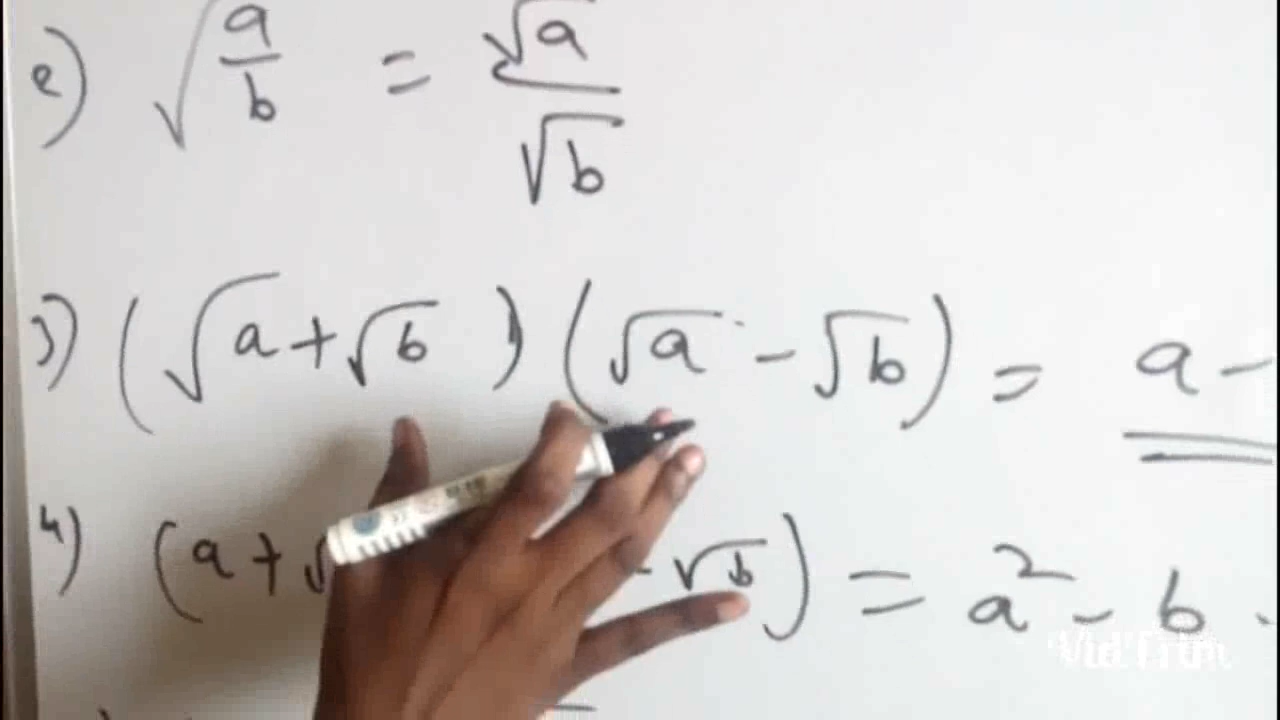 2) √(a/b) = √a/√b
3) (√a + √b) (√a - √b) = a -
4) (a + √ - √b) = a² - b
VidTrim